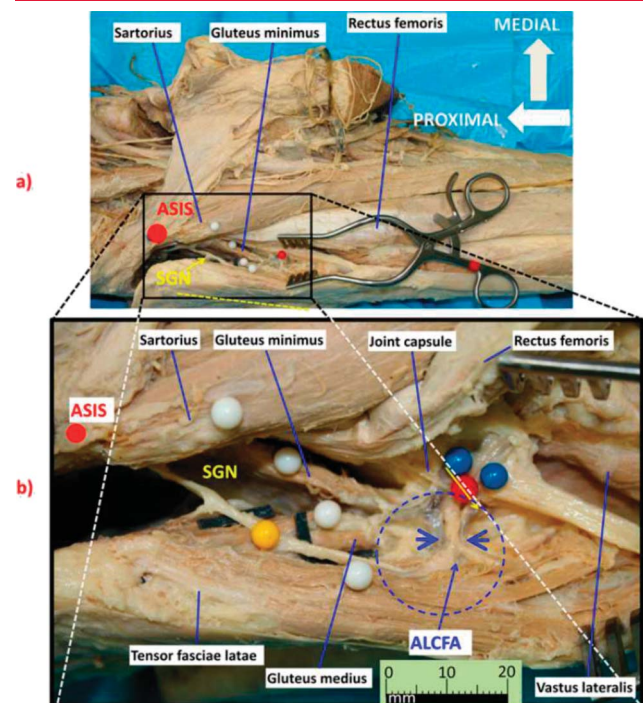 Sartorius
Gluteus minimus
Rectus femoris
MEDIAL
PROXIMAL
a)
ASIS
SGN
Sartorius
Gluteus minimus
Joint capsule
Rectus femoris
ASIS
SGN
b)
ALCFA
Tensor fasciae latae
Gluteus medius
0 10 20
mm
Vastus lateralis